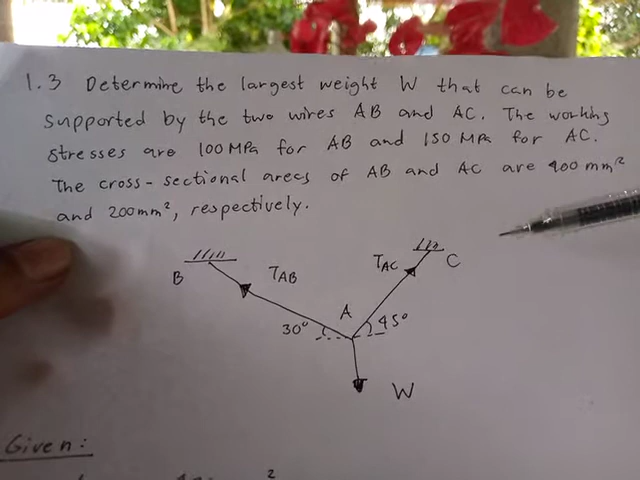 1.3 Determine the largest weight W that can be
supported by the two wires AB and AC. The working
stresses are 100 MPa for AB and 150 MPa for AC.
The cross-sectional areas of AB and AC are 400 mm²
and 200mm², respectively.
B
TAB
TAC
C
A
30°
45°
W
Given:
2